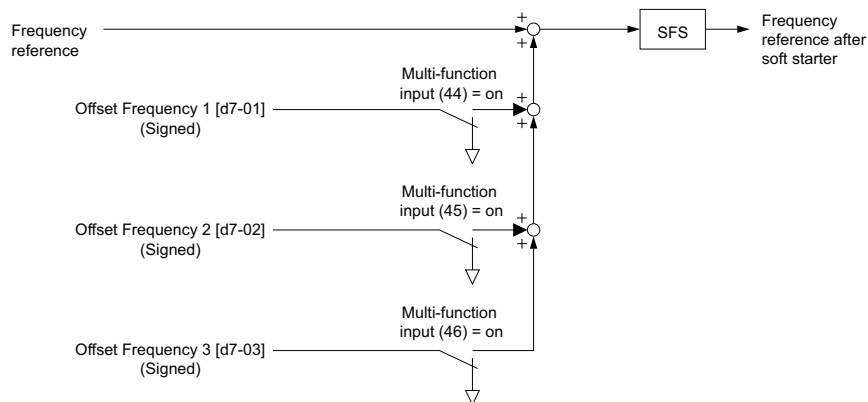 Frequency
reference
+
+
SFS
Frequency
reference after
soft starter
Multi-function
input (44) = on
Offset Frequency 1 [d7-01]
(Signed)
+
+
Multi-function
input (45) = on
Offset Frequency 2 [d7-02]
(Signed)
+
+
Multi-function
input (46) = on
Offset Frequency 3 [d7-03]
(Signed)